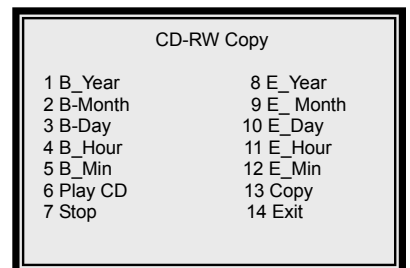 CD-RW Copy
1 B_Year
2 B-Month
3 B-Day
4 B_Hour
5 B_Min
6 Play CD
7 Stop
8 E_Year
9 E_ Month
10 E_Day
11 E_Hour
12 E_Min
13 Copy
14 Exit